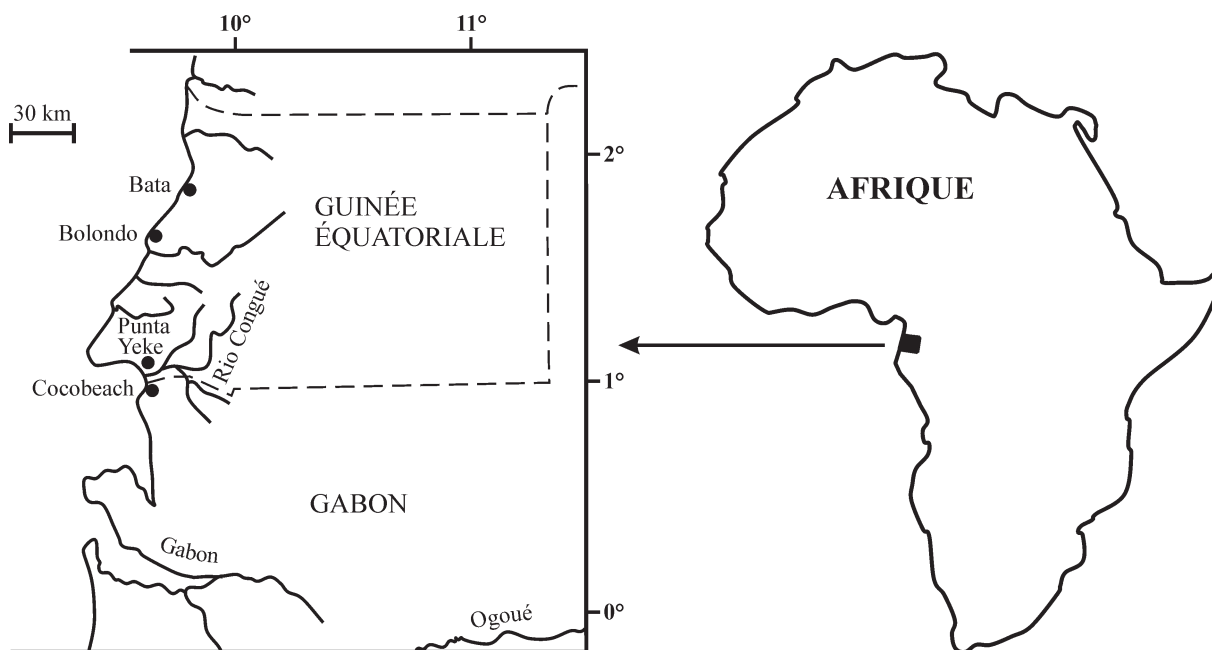 10°
11°
30 km
2°
Bata
GUINÉE
ÉQUATORIALE
Bolondo
Punta
Yeke
Rio Congué
Cocobeach
1°
GABON
Gabon
Ogoué
0°
AFRIQUE